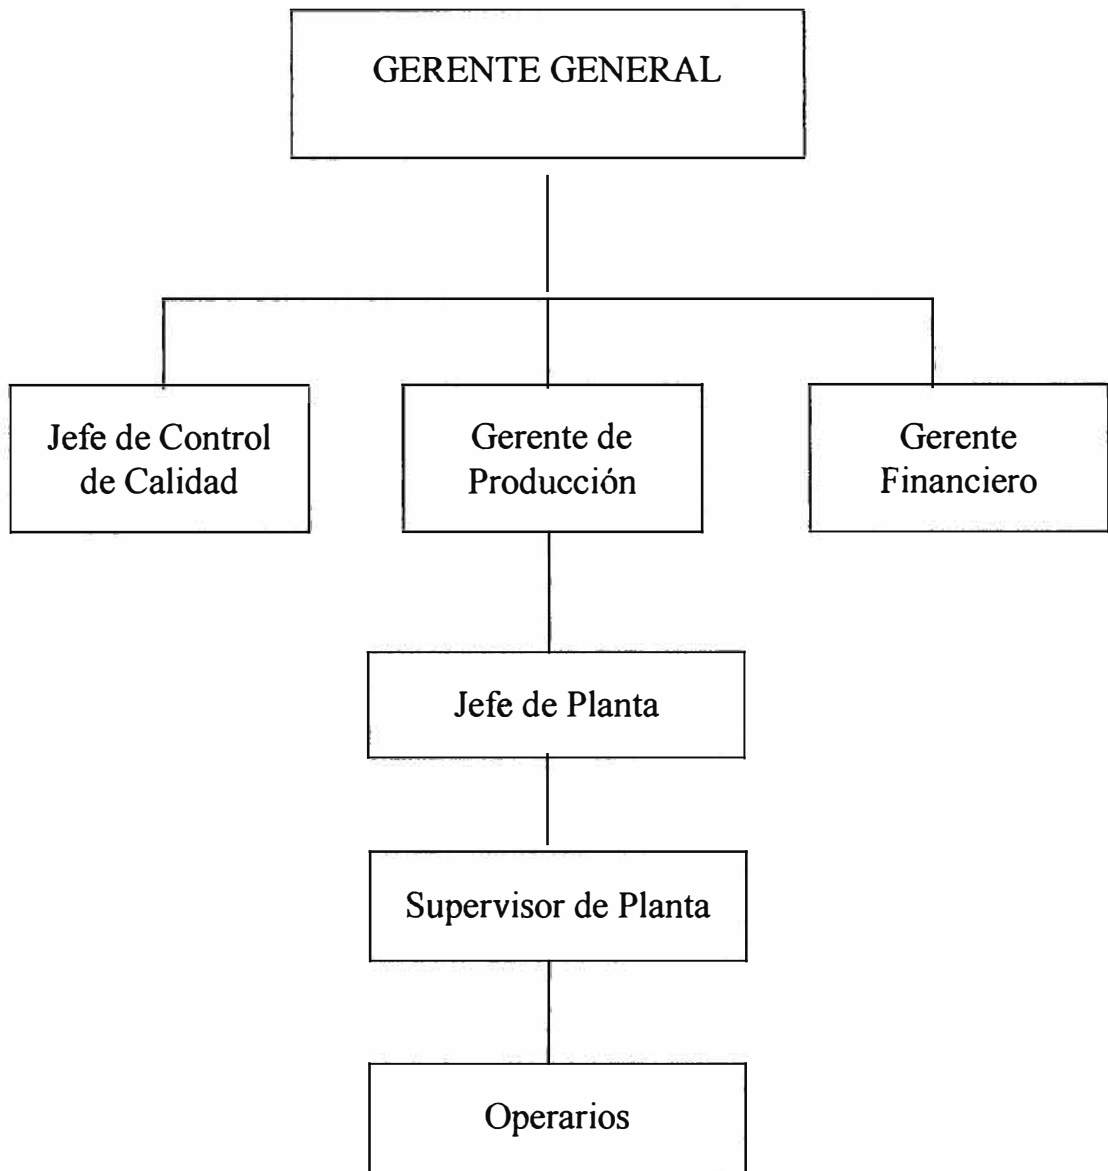 GERENTE GENERAL
Jefe de Control
de Calidad
Gerente de
Producción
Gerente
Financiero
Jefe de Planta
Supervisor de Planta
Operarios